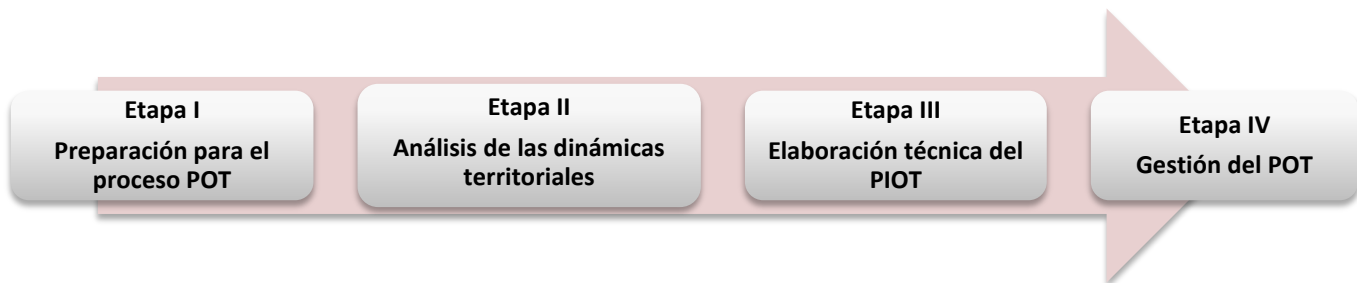 Etapa I
Preparación para el
proceso POT
Etapa II
Análisis de las dinámicas
territoriales
Etapa III
Elaboración técnica del
PIOT
Etapa IV
Gestión del POT